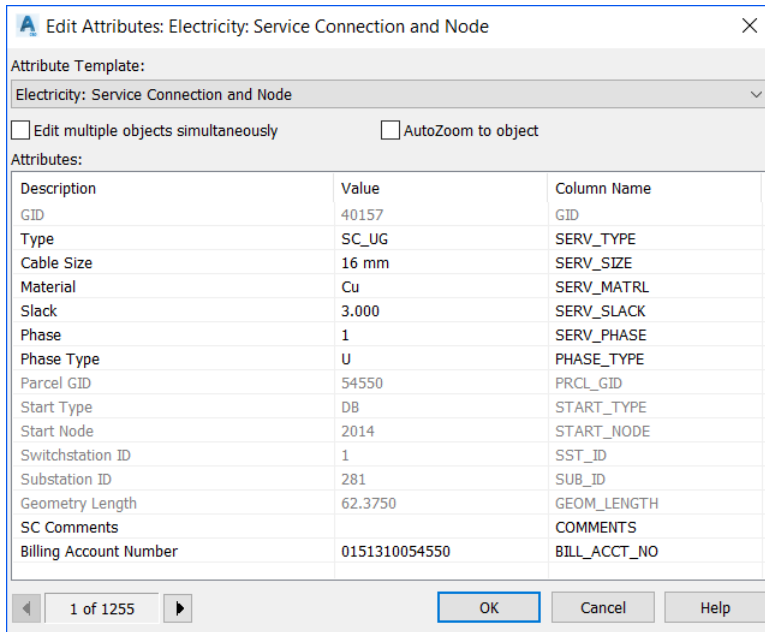 Edit Attributes: Electricity: Service Connection and Node
Attribute Template:
Electricity: Service Connection and Node
Edit multiple objects simultaneously AutoZoom to object
Attributes:
Description Value Column Name
GID 40157 GID
Type SC_UG SERV_TYPE
Cable Size 16 mm SERV_SIZE
Material Cu SERV_MATRL
Slack 3.000 SERV_SLACK
Phase 1 SERV_PHASE
Phase Type U PHASE_TYPE
Parcel GID 54550 PRCL_GID
Start Type DB START_TYPE
Start Node 2014 START_NODE
Switchstation ID 1 SST_ID
Substation ID 281 SUB_ID
Geometry Length 62.3750 GEOM_LENGTH
SC Comments COMMENTS
Billing Account Number 0151310054550 BILL_ACCT_NO
1 of 1255 OK Cancel Help